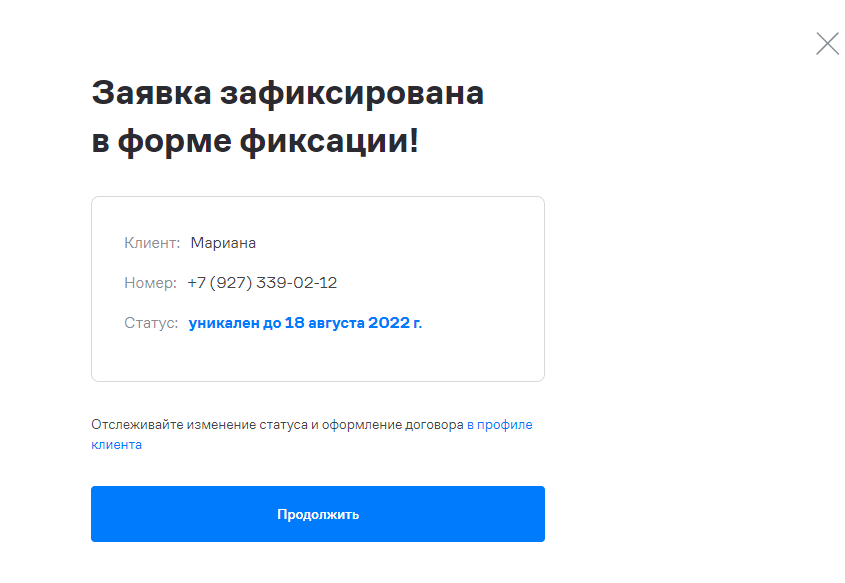 Заявка зафиксирована
в форме фиксации!
Клиент: Мариана
Номер: +7 (927) 339-02-12
Статус: уникален до 18 августа 2022 г.
Отслеживайте изменение статуса и оформление договора в профиле
клиента
Продолжить